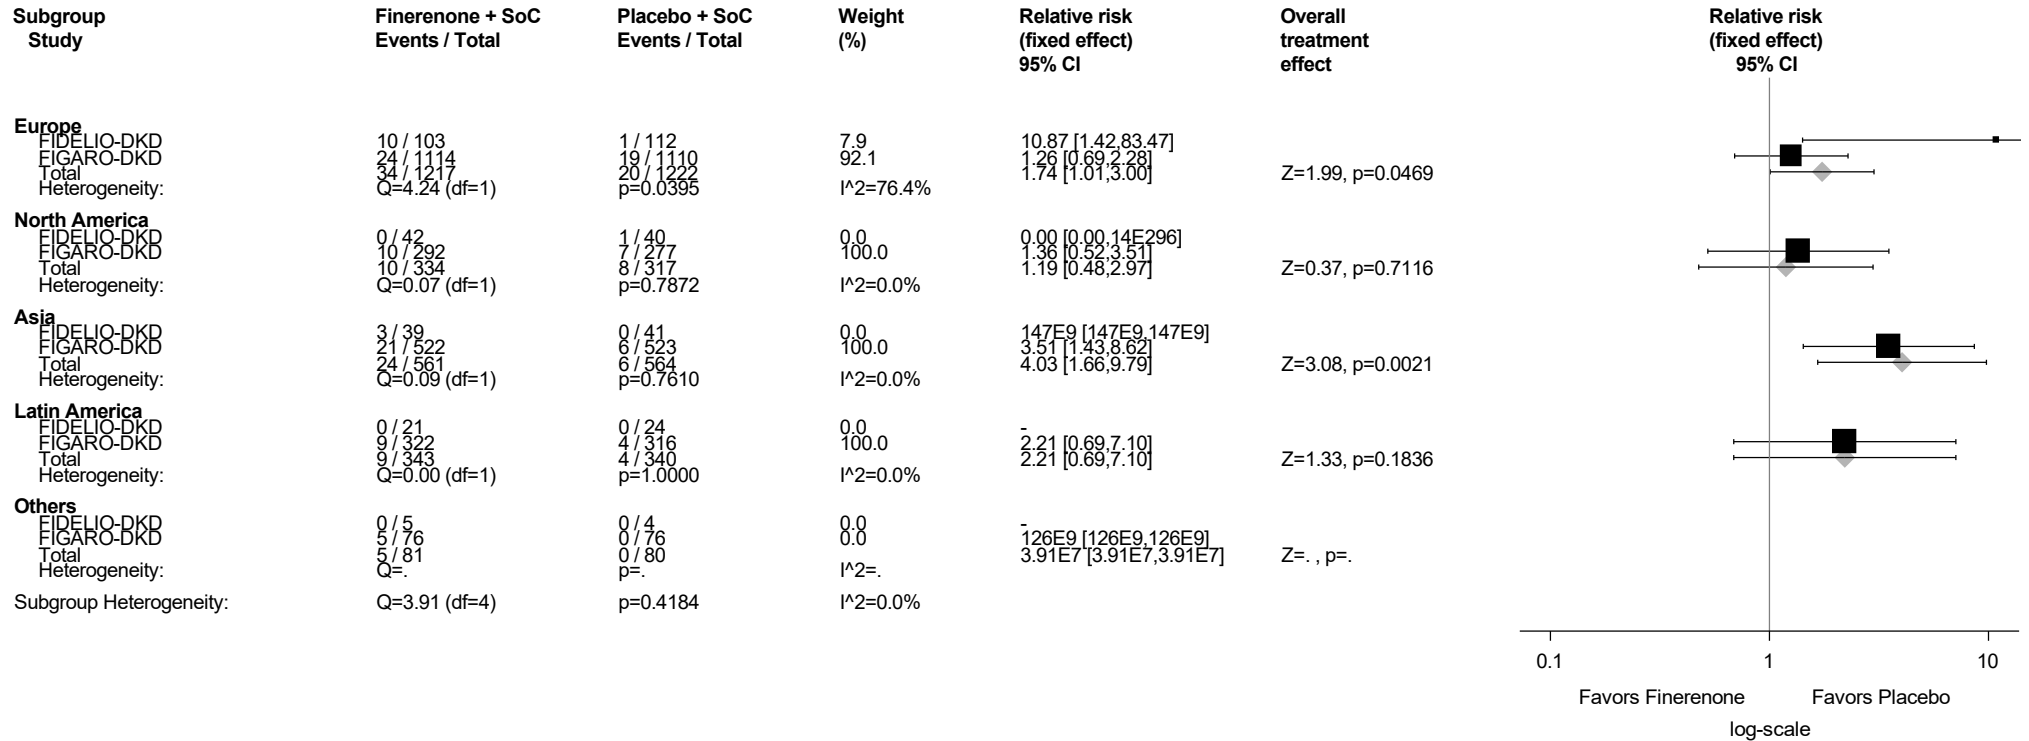 Subgroup Finerenone + SoC Placebo + SoC Weight Relative risk Overall Relative risk
Study Events / Total Events / Total (%) (fixed effect) treatment (fixed effect)
95% CI effect 95% CI
Europe
FIDELIO-DKD 10 / 103 1 / 112 7.9 10.87 [1.42,83.47]
FIGARO-DKD 24 / 1114 19 / 1110 92.1 1.26 [0.69,2.28]
Total 34 / 1217 20 / 1222 1.74 [1.01,3.00] Z=1.99, p=0.0469
Heterogeneity: Q=4.24 (df=1) p=0.0395 I^2=76.4%
North America
FIDELIO-DKD 0 / 42 1 / 40 0.0 0.00 [0.00,14E296]
FIGARO-DKD 10 / 292 7 / 277 100.0 1.36 [0.52,3.51]
Total 10 / 334 8 / 317 1.19 [0.48,2.97] Z=0.37, p=0.7116
Heterogeneity: Q=0.07 (df=1) p=0.7872 I^2=0.0%
Asia
FIDELIO-DKD 3 / 39 0 / 41 0.0 147E9 [147E9,147E9]
FIGARO-DKD 21 / 522 6 / 523 100.0 3.51 [1.43,8.62]
Total 24 / 561 6 / 564 4.03 [1.66,9.79] Z=3.08, p=0.0021
Heterogeneity: Q=0.09 (df=1) p=0.7610 I^2=0.0%
Latin America
FIDELIO-DKD 0 / 21 0 / 24 0.0 -
FIGARO-DKD 9 / 322 4 / 316 100.0 2.21 [0.69,7.10]
Total 9 / 343 4 / 340 2.21 [0.69,7.10] Z=1.33, p=0.1836
Heterogeneity: Q=0.00 (df=1) p=1.0000 I^2=0.0%
Others
FIDELIO-DKD 0 / 5 0 / 4 0.0 -
FIGARO-DKD 5 / 76 0 / 76 0.0 126E9 [126E9,126E9]
Total 5 / 81 0 / 80 3.91E7 [3.91E7,3.91E7] Z=. , p=.
Heterogeneity: Q=. p=. I^2=.
Subgroup Heterogeneity: Q=3.91 (df=4) p=0.4184 I^2=0.0%
0.1 1 10
Favors Finerenone Favors Placebo
log-scale